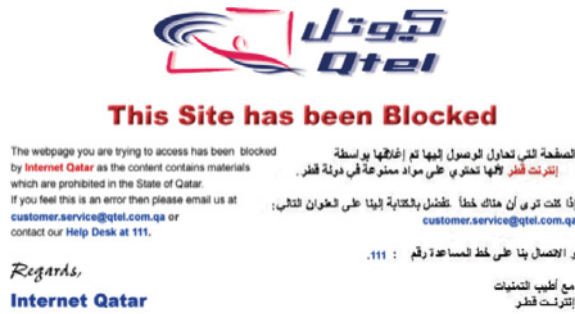 كيوتل
Qtel
This Site has been Blocked
The webpage you are trying to access has been blocked
by Internet Qatar as the content contains materials
which are prohibited in the State of Qatar.
If you feel this is an error then please email us at
customer.service@qtel.com.qa or
contact our Help Desk at 111.
Regards,
Internet Qatar
الصفحة التي تحاول الوصول إليها تم إغلاقها بواسطة
إنترنت قطر لأنها تحتوي على مواد ممنوعة في دولة قطر.
إذا كنت ترى أن هناك خطأ تفضل بالكتابة إلينا على العنوان التالي:
customer.service@qtel.com.qa
و الاتصال بنا على خط المساعدة رقم : 111.
مع أطيب التمنيات
إنترنت قطر